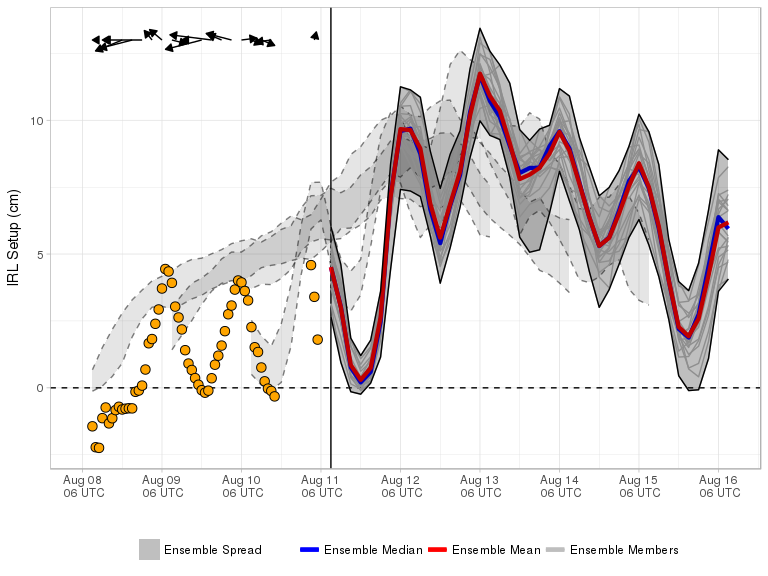 IRL Setup (cm)
10
5
0
Aug 08
06 UTC
Aug 09
06 UTC
Aug 10
06 UTC
Aug 11
06 UTC
Aug 12
06 UTC
Aug 13
06 UTC
Aug 14
06 UTC
Aug 15
06 UTC
Aug 16
06 UTC
Ensemble Spread
Ensemble Median
Ensemble Mean
Ensemble Members